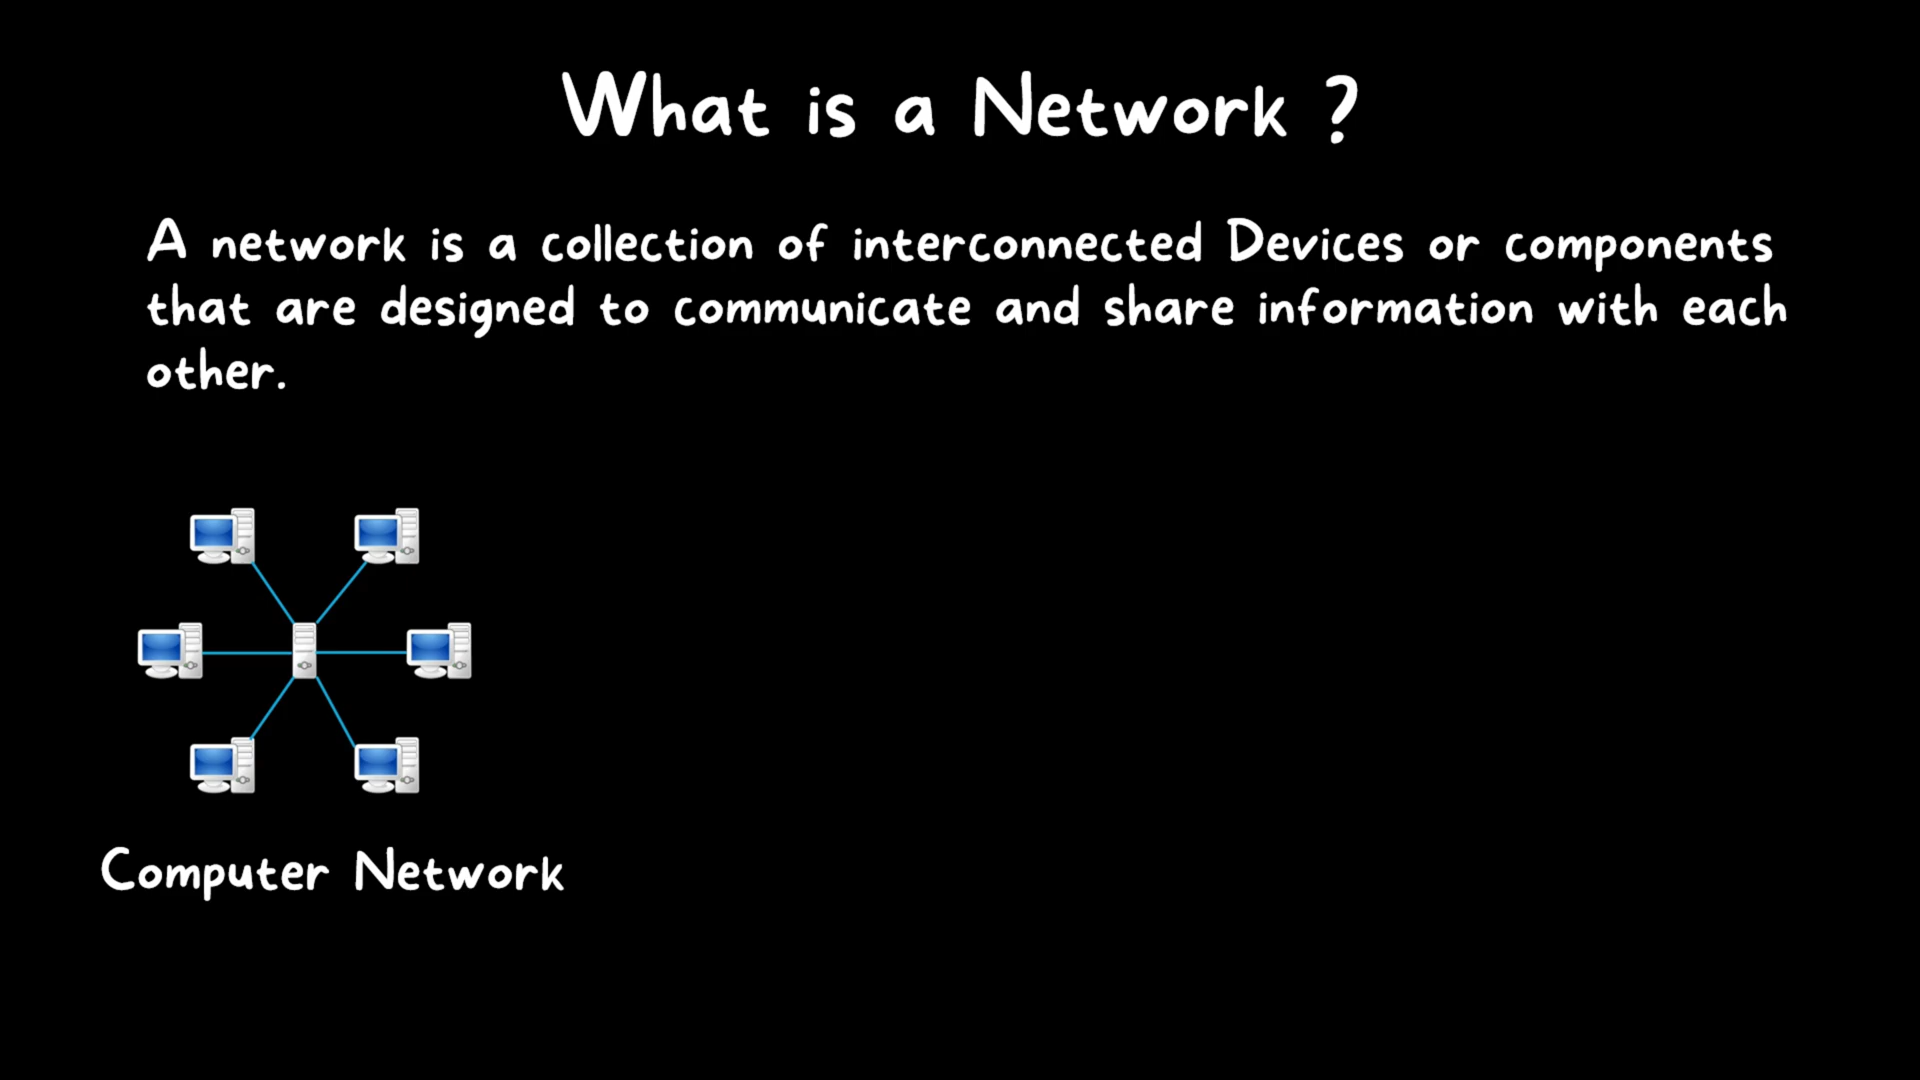 What is a Network ?
A network is a collection of interconnected Devices or components
that are designed to communicate and share information with each
other.
Computer Network